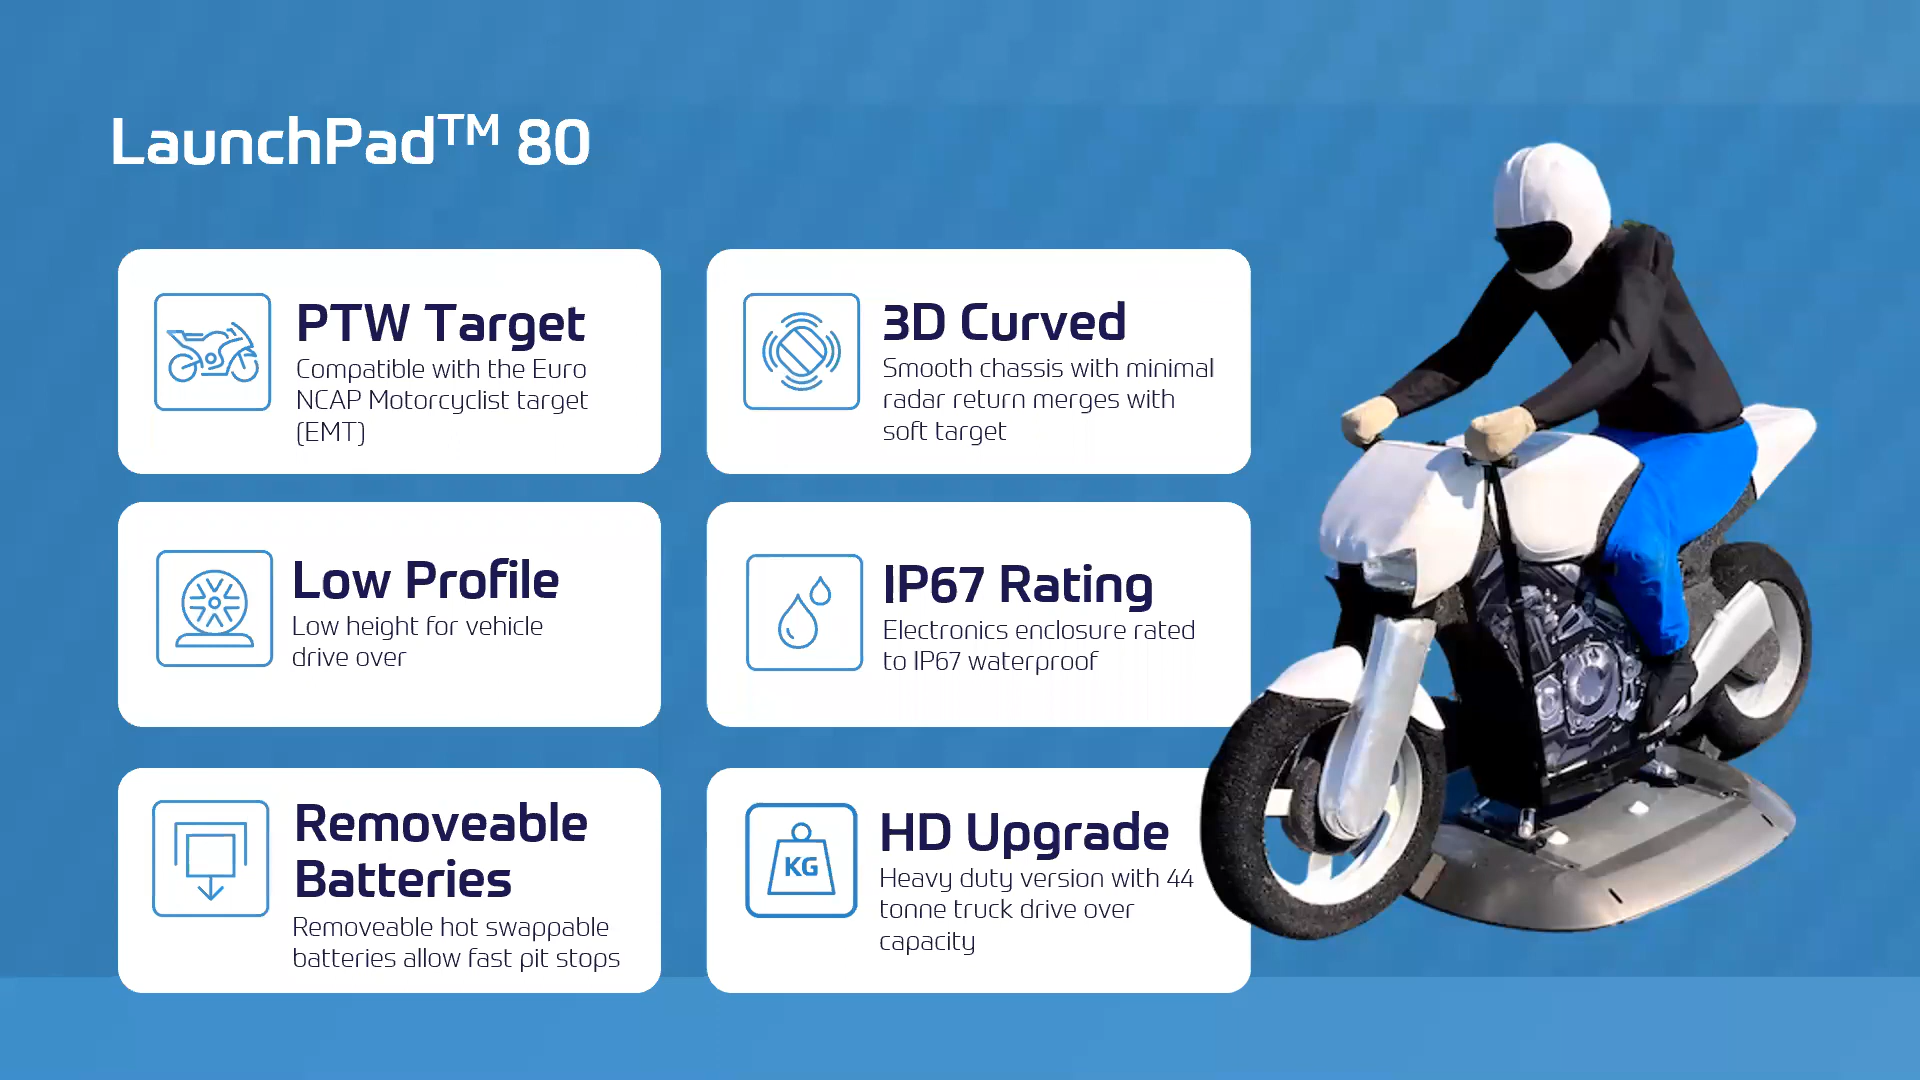 LaunchPad™ 80
PTW Target
Compatible with the Euro
NCAP Motorcyclist target
(EMT)
3D Curved
Smooth chassis with minimal
radar return merges with
soft target
Low Profile
Low height for vehicle
drive over
IP67 Rating
Electronics enclosure rated
to IP67 waterproof
Removeable
Batteries
Removeable hot swappable
batteries allow fast pit stops
KG
HD Upgrade
Heavy duty version with 44
tonne truck drive over
capacity